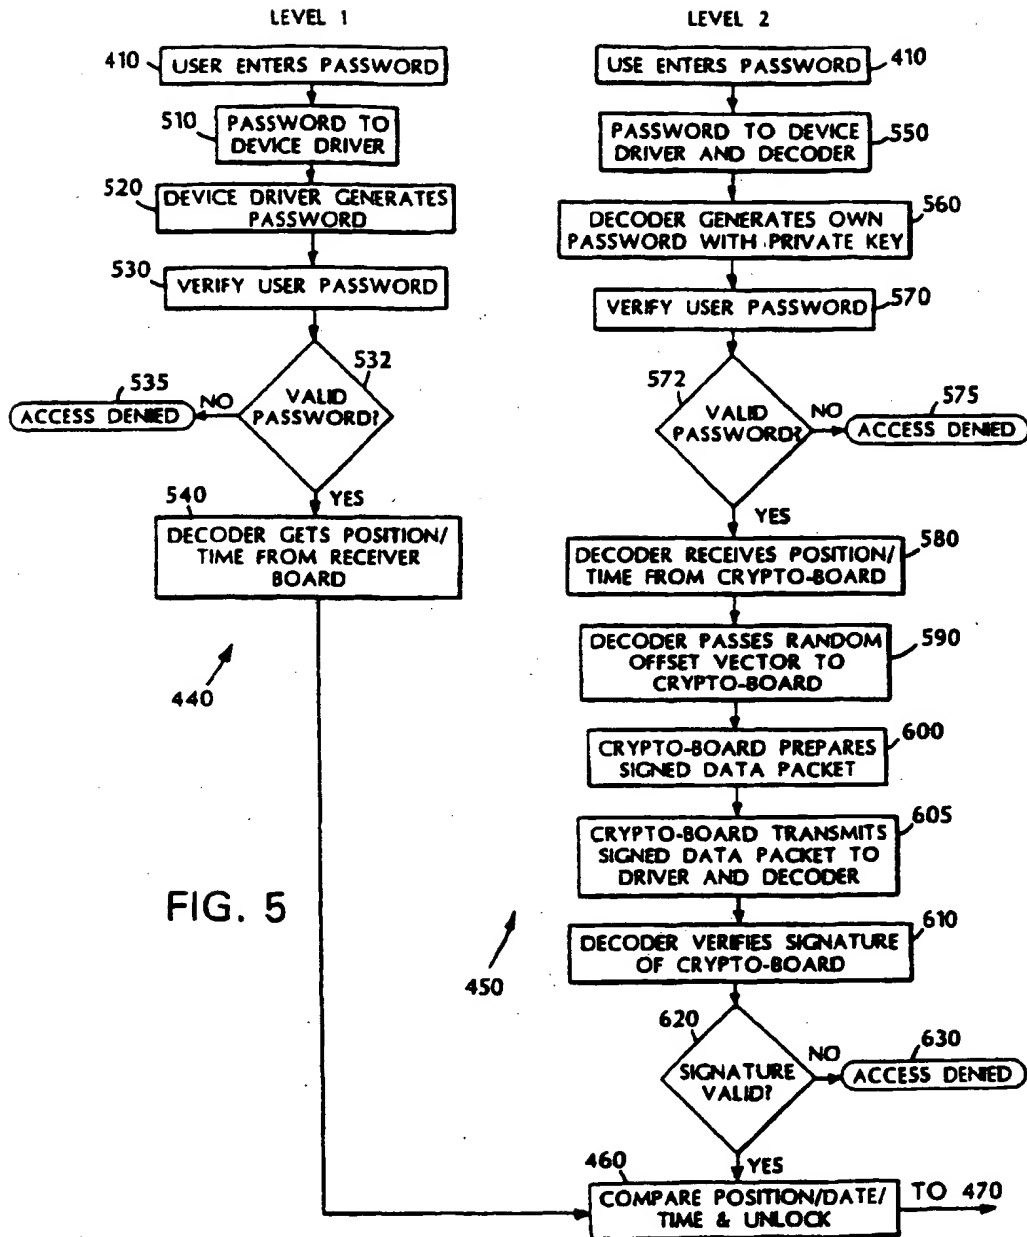 LEVEL 1
410
USER ENTERS PASSWORD
510
PASSWORD TO
DEVICE DRIVER
520
DEVICE DRIVER GENERATES
PASSWORD
530
VERIFY USER PASSWORD
532
VALID
PASSWORD?
NO
535
ACCESS DENIED
YES
540
DECODER GETS POSITION/
TIME FROM RECEIVER
BOARD
440
FIG. 5
LEVEL 2
USE ENTERS PASSWORD
410
PASSWORD TO DEVICE
DRIVER AND DECODER
550
DECODER GENERATES OWN
PASSWORD WITH PRIVATE KEY
560
VERIFY USER PASSWORD
570
572
VALID
PASSWORD?
NO
575
ACCESS DENIED
YES
DECODER RECEIVES POSITION/
TIME FROM CRYPTO-BOARD
580
DECODER PASSES RANDOM
OFFSET VECTOR TO
CRYPTO-BOARD
590
CRYPTO-BOARD PREPARES
SIGNED DATA PACKET
600
CRYPTO-BOARD TRANSMITS
SIGNED DATA PACKET TO
DRIVER AND DECODER
605
450
DECODER VERIFIES SIGNATURE
OF CRYPTO-BOARD
610
620
SIGNATURE
VALID?
NO
630
ACCESS DENIED
YES
460
COMPARE POSITION/DATE/
TIME & UNLOCK
TO 470